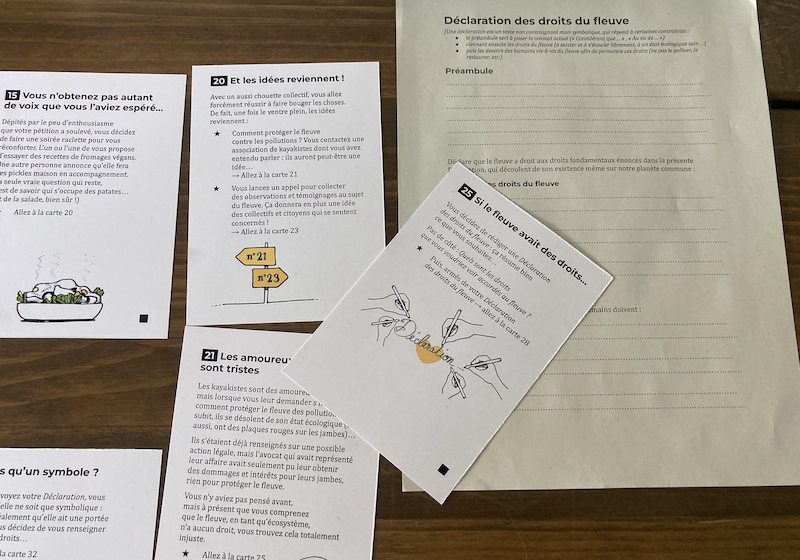 15 Vous n'obtenez pas autant
de voix que vous l'aviez espéré…
Dépités par le peu d'enthousiasme
que votre pétition a soulevé, vous décidez
de faire une soirée raclette pour vous
réconforter. L'un ou l'une de vous propose
d'essayer des recettes de fromages végans.
Une autre personne annonce qu'elle fera
des pickles maison en accompagnement.
La seule vraie question qui reste,
est de savoir qui s'occupe des patates…
et de la salade, bien sûr !)
Allez à la carte 20
20 Et les idées reviennent !
Avec un aussi chouette collectif, vous allez
forcément réussir à faire bouger les choses.
De fait, une fois le ventre plein, les idées
reviennent :
★ Comment protéger le fleuve
contre les pollutions ? Vous contactez une
association de kayakistes dont vous avez
entendu parler : ils auront peut-être une
idée…
→ Allez à la carte 21
★ Vous lancez un appel pour collecter
des observations et témoignages au sujet
du fleuve. Ça donnera en plus une idée
des collectifs et citoyens qui se sentent
concernés !
→ Allez à la carte 23
n°21
n°23
21 Les amoureu
sont tristes
Les kayakistes sont des amoure
mais lorsque vous leur demander
comment protéger le fleuve des pollution
subit, ils se désolent de son état écologique
aussi, ont des plaques rouges sur les jambes)…
Ils s'étaient déjà renseignés sur une possible
action légale, mais l'avocat qui avait représenté
leur affaire avait seulement pu leur obtenir
des dommages et intérêts pour leurs jambes,
rien pour protéger le fleuve.
Vous n'y aviez pas pensé avant,
mais à présent que vous comprenez
que le fleuve, en tant qu'écosystème,
n'a aucun droit, vous trouvez cela totalement
injuste.
★ Allez à la carte 25
s qu'un symbole ?
voyez votre Déclaration, vous
elle ne soit que symbolique :
également qu'elle ait une portée
us décidez de vous renseigner
droits…
à la carte 32
25 Si le fleuve avait des droits…
Vous décidez de rédiger une Déclaration
des droits du fleuve : ça résume bien
ce que vous souhaitez…
Pas de côté - Quels sont les droits
que vous voudriez voir accordés au fleuve ?
★ Puis, armés de votre Déclaration
des droits du fleuve → allez à la carte 28
Déclaration
Déclaration des droits du fleuve
(Une déclaration est un texte non contraignant mais symbolique, qui répond à certaines contraintes :
• le préambule sert à poser le constat actuel (« Considérant que… », « Au vu de… »)
• viennent ensuite les droits du fleuve (à exister et à s'écouler librement, à un état écologique sain…)
• puis les devoirs des humains vis-à-vis du fleuve afin de permettre ces droits (ne pas le polluer, le
restaurer, etc.)
Préambule
Déclare que le fleuve a droit aux droits fondamentaux énoncés dans la présente
, qui découlent de son existence même sur notre planète commune :
es droits du fleuve
mains doivent :